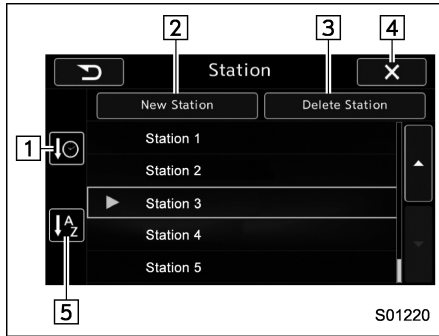 2 3 4
Station
New Station Delete Station
1
Station 1
Station 2
Station 3
A
Z
Station 4
Station 5
5
S01220